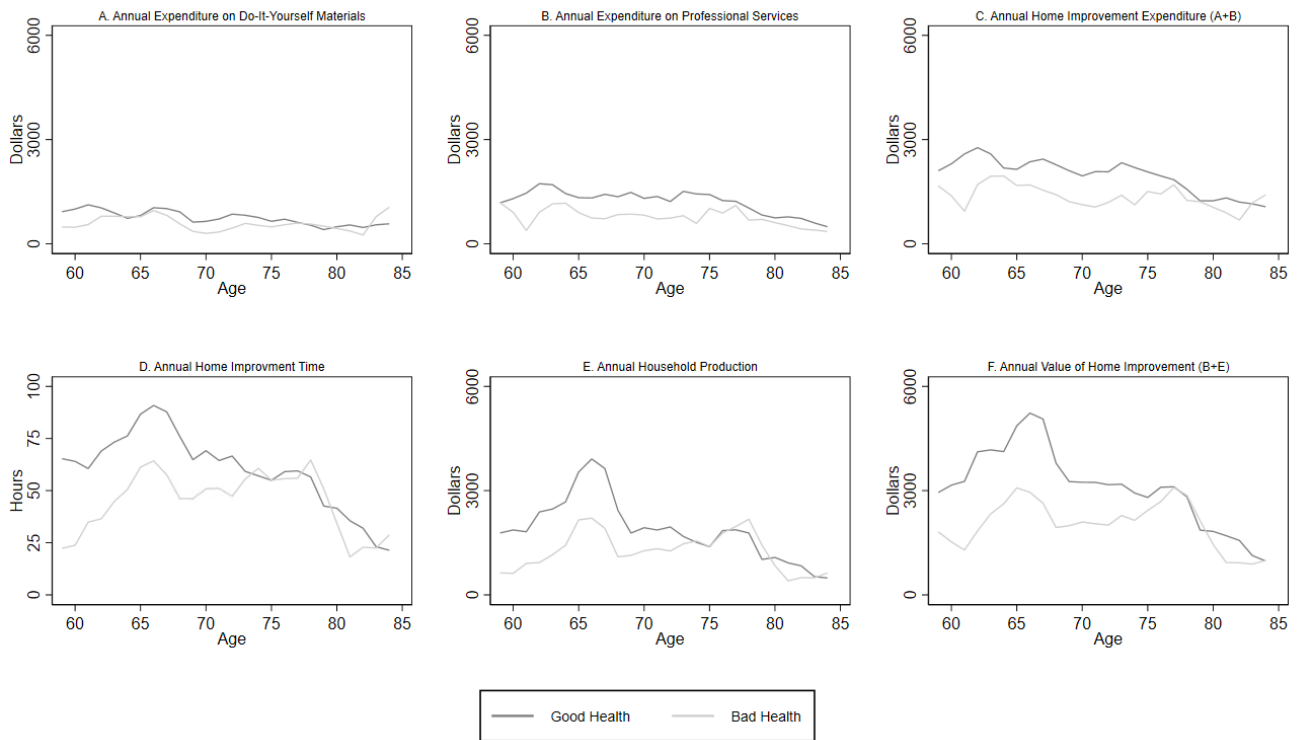 A. Annual Expenditure on Do-It-Yourself Materials
Dollars
6000
3000
0
60 65 70 75 80 85
Age
B. Annual Expenditure on Professional Services
Dollars
6000
3000
0
60 65 70 75 80 85
Age
C. Annual Home Improvement Expenditure (A+B)
Dollars
6000
3000
0
60 65 70 75 80 85
Age
D. Annual Home Improvment Time
Hours
100
75
50
25
0
60 65 70 75 80 85
Age
E. Annual Household Production
Dollars
6000
3000
0
60 65 70 75 80 85
Age
F. Annual Value of Home Improvement (B+E)
Dollars
6000
3000
0
60 65 70 75 80 85
Age
Good Health Bad Health